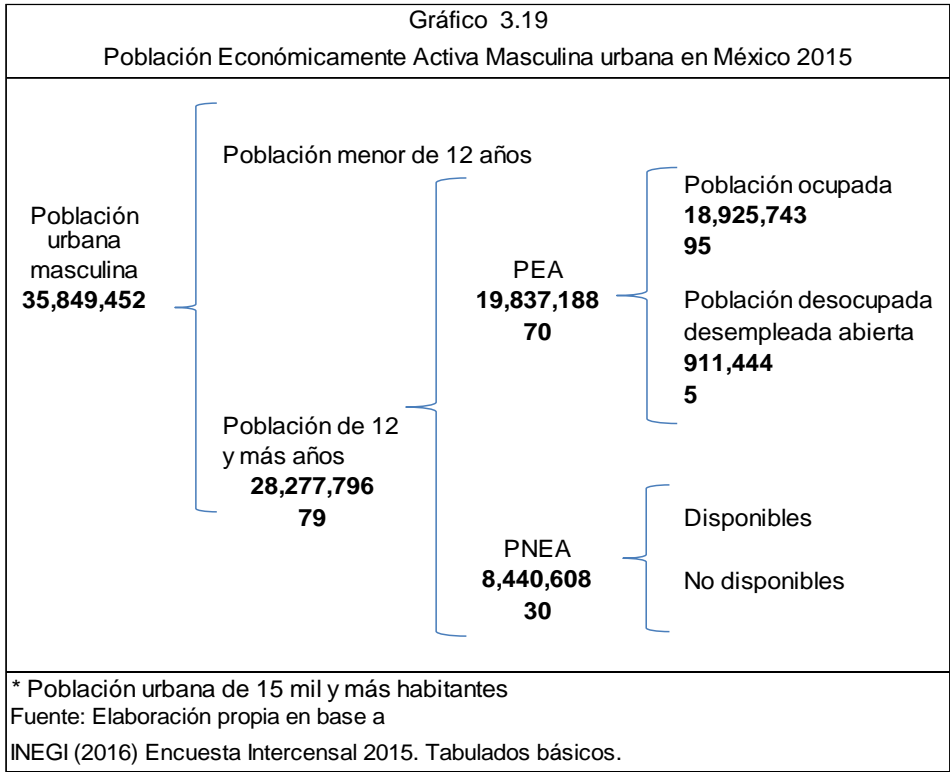 Gráfico 3.19
Población Económicamente Activa Masculina urbana en México 2015
Población
urbana
masculina
35,849,452
Población menor de 12 años
Población de 12
y más años
28,277,796
79
PEA
19,837,188
70
Población ocupada
18,925,743
95
Población desocupada
desempleada abierta
911,444
5
PNEA
8,440,608
30
Disponibles
No disponibles
* Población urbana de 15 mil y más habitantes
Fuente: Elaboración propia en base a
INEGI (2016) Encuesta Intercensal 2015. Tabulados básicos.